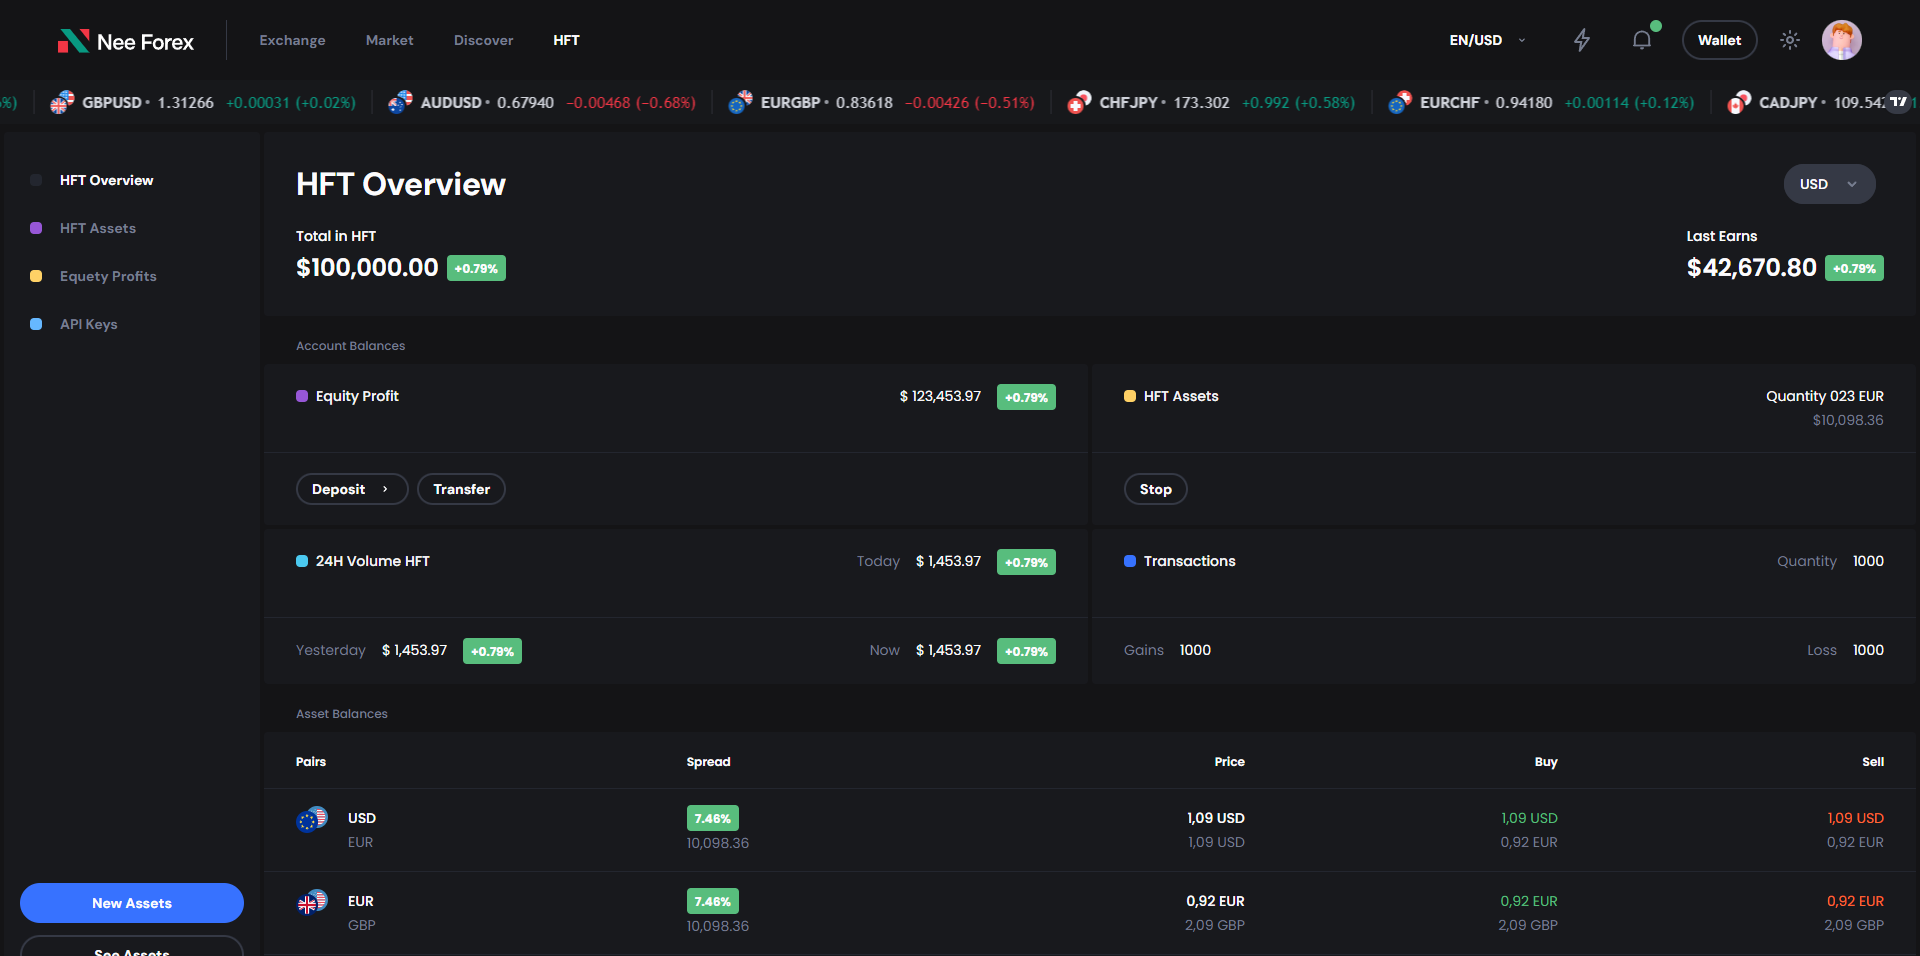 Nee Forex
Exchange
Market
Discover
HFT
EN/USD
Wallet
%)
GBPUSD • 1.31266 +0.00031 (+0.02%)
AUDUSD • 0.67940 −0.00468 (−0.68%)
EURGBP • 0.83618 −0.00426 (−0.51%)
CHFJPY • 173.302 +0.992 (+0.58%)
EURCHF • 0.94180 +0.00114 (+0.12%)
CADJPY • 109.542
HFT Overview
HFT Assets
Equety Profits
API Keys
New Assets
See Assets
HFT Overview
USD
Total in HFT
$100,000.00 +0.79%
Last Earns
$42,670.80 +0.79%
Account Balances
Equity Profit
$ 123,453.97 +0.79%
Deposit
Transfer
HFT Assets
Quantity 023 EUR
$10,098.36
Stop
24H Volume HFT
Today $ 1,453.97 +0.79%
Yesterday $ 1,453.97 +0.79%
Now $ 1,453.97 +0.79%
Transactions
Quantity 1000
Gains 1000
Loss 1000
Asset Balances
Pairs Spread Price Buy Sell
USD 7.46% 1,09 USD 1,09 USD 1,09 USD
EUR 10,098.36 1,09 USD 0,92 EUR 0,92 EUR
EUR 7.46% 0,92 EUR 0,92 EUR 0,92 EUR
GBP 10,098.36 2,09 GBP 2,09 GBP 2,09 GBP